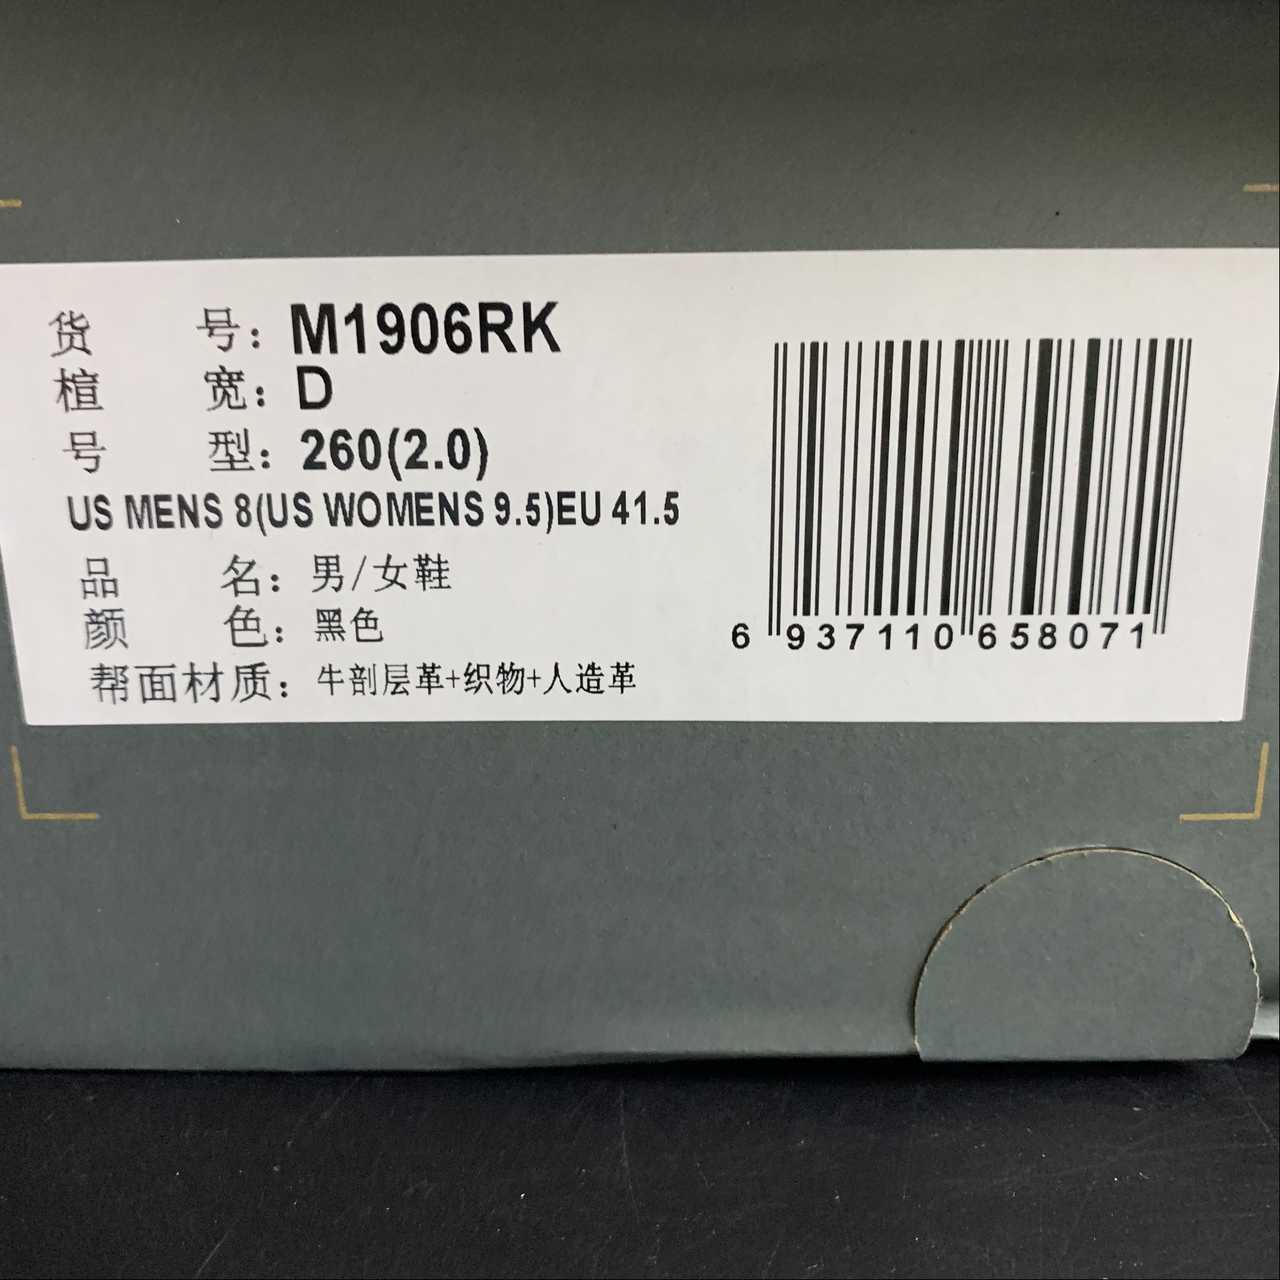 货 号: M1906RK
楦 宽: D
号 型: 260(2.0)
US MENS 8(US WOMENS 9.5)EU 41.5
品 名: 男/女鞋
颜 色: 黑色
帮面材质: 牛剖层革+织物+人造革
6 937110 658071